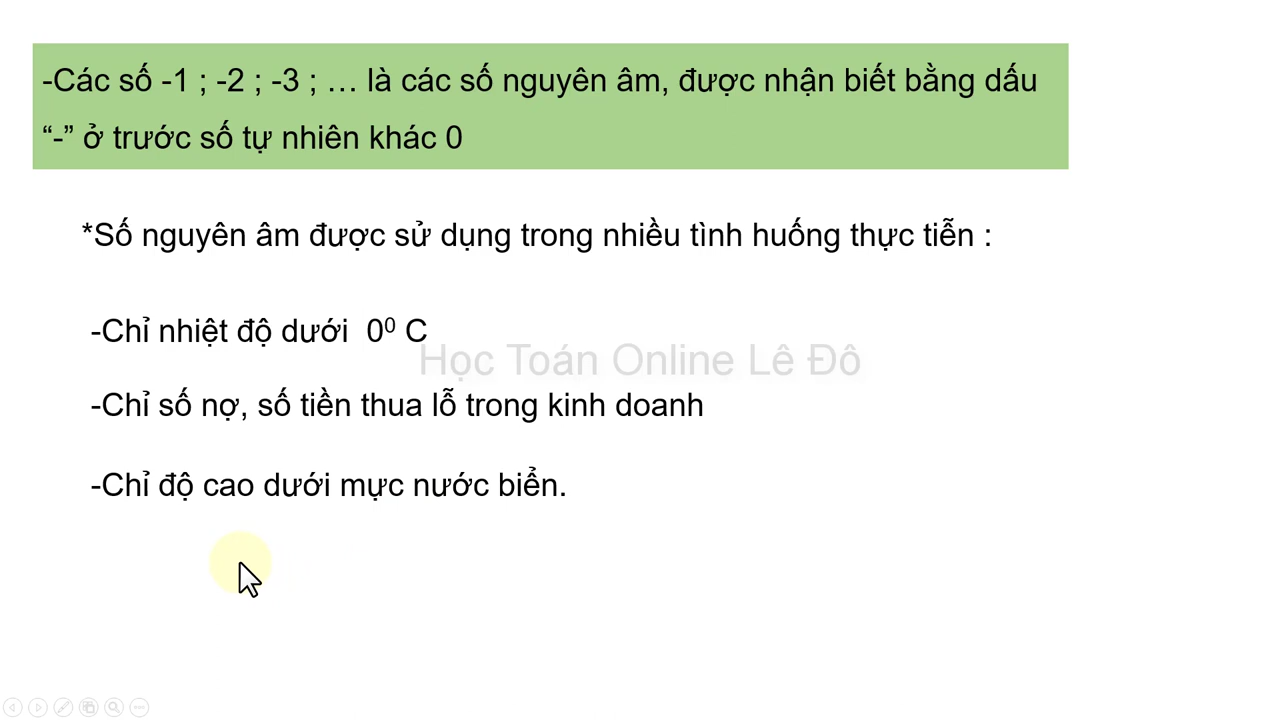 -Các số -1 ; -2 ; -3 ; … là các số nguyên âm, được nhận biết bằng dấu
“-” ở trước số tự nhiên khác 0
*Số nguyên âm được sử dụng trong nhiều tình huống thực tiễn :
-Chỉ nhiệt độ dưới 0⁰ C
Học Toán Online Lê Đô
-Chỉ số nợ, số tiền thua lỗ trong kinh doanh
-Chỉ độ cao dưới mực nước biển.